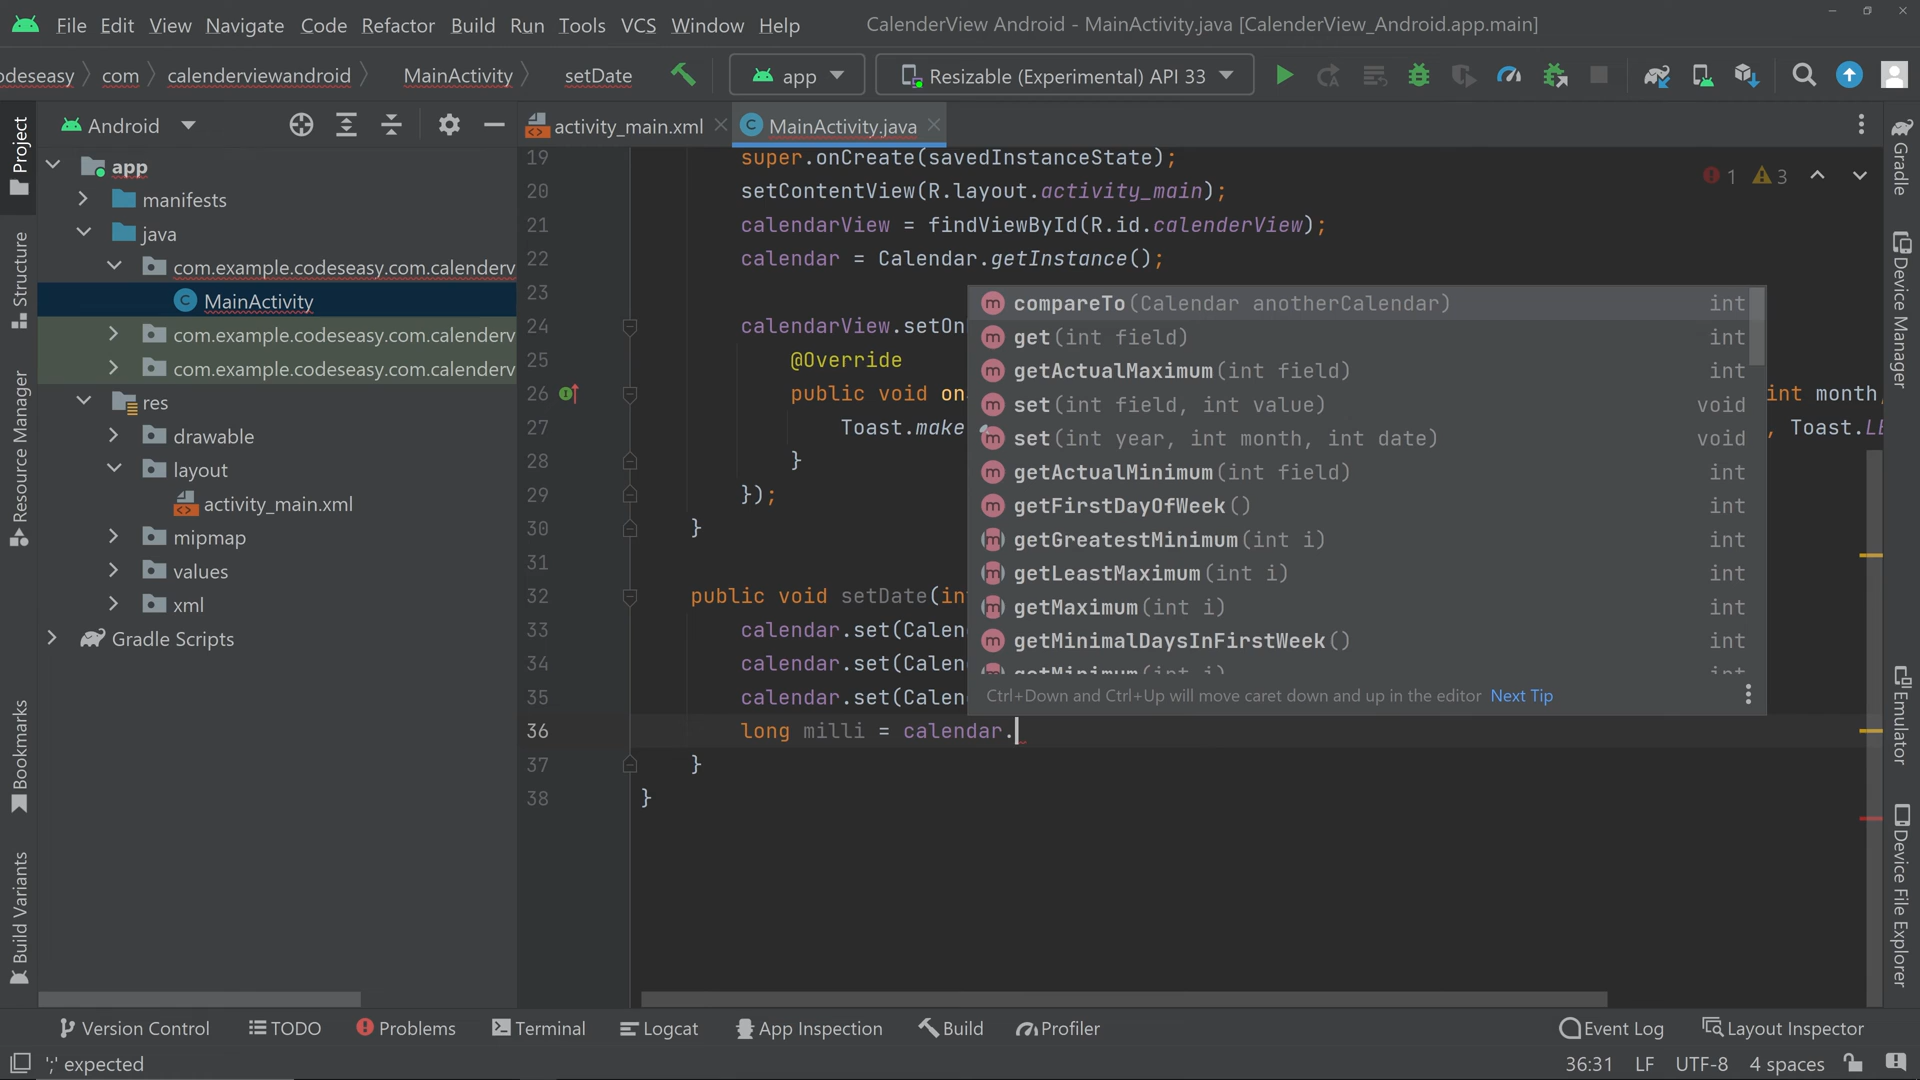 File Edit View Navigate Code Refactor Build Run Tools VCS Window Help CalenderView Android - MainActivity.java [CalenderView_Android.app.main]
odeseasy com calenderviewandroid MainActivity setDate app Resizable (Experimental) API 33
Project
Structure
Resource Manager
Bookmarks
Build Variants
Android
app
manifests
java
com.example.codeseasy.com.calenderv
MainActivity
com.example.codeseasy.com.calenderv
com.example.codeseasy.com.calenderv
res
drawable
layout
activity_main.xml
mipmap
values
xml
Gradle Scripts
activity_main.xml MainActivity.java
1 3
19 super.onCreate(savedInstanceState);
20 setContentView(R.layout.activity_main);
21 calendarView = findViewById(R.id.calenderView);
22 calendar = Calendar.getInstance();
23
24 calendarView.setOn
25 @Override
26 public void on int month,
27 Toast.make , Toast.LE
28 }
29 });
30 }
31
32 public void setDate(in
33 calendar.set(Calen
34 calendar.set(Calen
35 calendar.set(Calen
36 long milli = calendar.
37 }
38 }
compareTo(Calendar anotherCalendar) int
get(int field) int
getActualMaximum(int field) int
set(int field, int value) void
set(int year, int month, int date) void
getActualMinimum(int field) int
getFirstDayOfWeek() int
getGreatestMinimum(int i) int
getLeastMaximum(int i) int
getMaximum(int i) int
getMinimalDaysInFirstWeek() int
getMinimum(int i) int
Ctrl+Down and Ctrl+Up will move caret down and up in the editor Next Tip
Gradle
Device Manager
Emulator
Device File Explorer
Version Control TODO Problems Terminal Logcat App Inspection Build Profiler Event Log Layout Inspector
';' expected 36:31 LF UTF-8 4 spaces